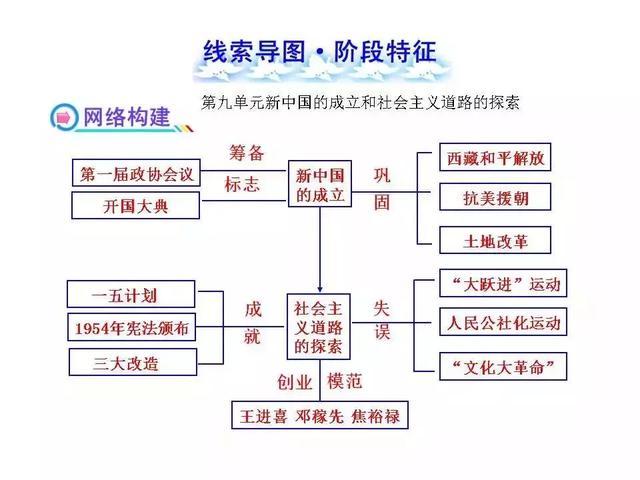 线索导图·阶段特征
第九单元新中国的成立和社会主义道路的探索
网络构建
第一届政协会议
开国大典
筹备
标志
新中国
的成立
巩
固
西藏和平解放
抗美援朝
土地改革
一五计划
1954年宪法颁布
三大改造
成
就
社会主
义道路
的探索
失
误
“大跃进”运动
人民公社化运动
“文化大革命”
创业 模范
王进喜 邓稼先 焦裕禄